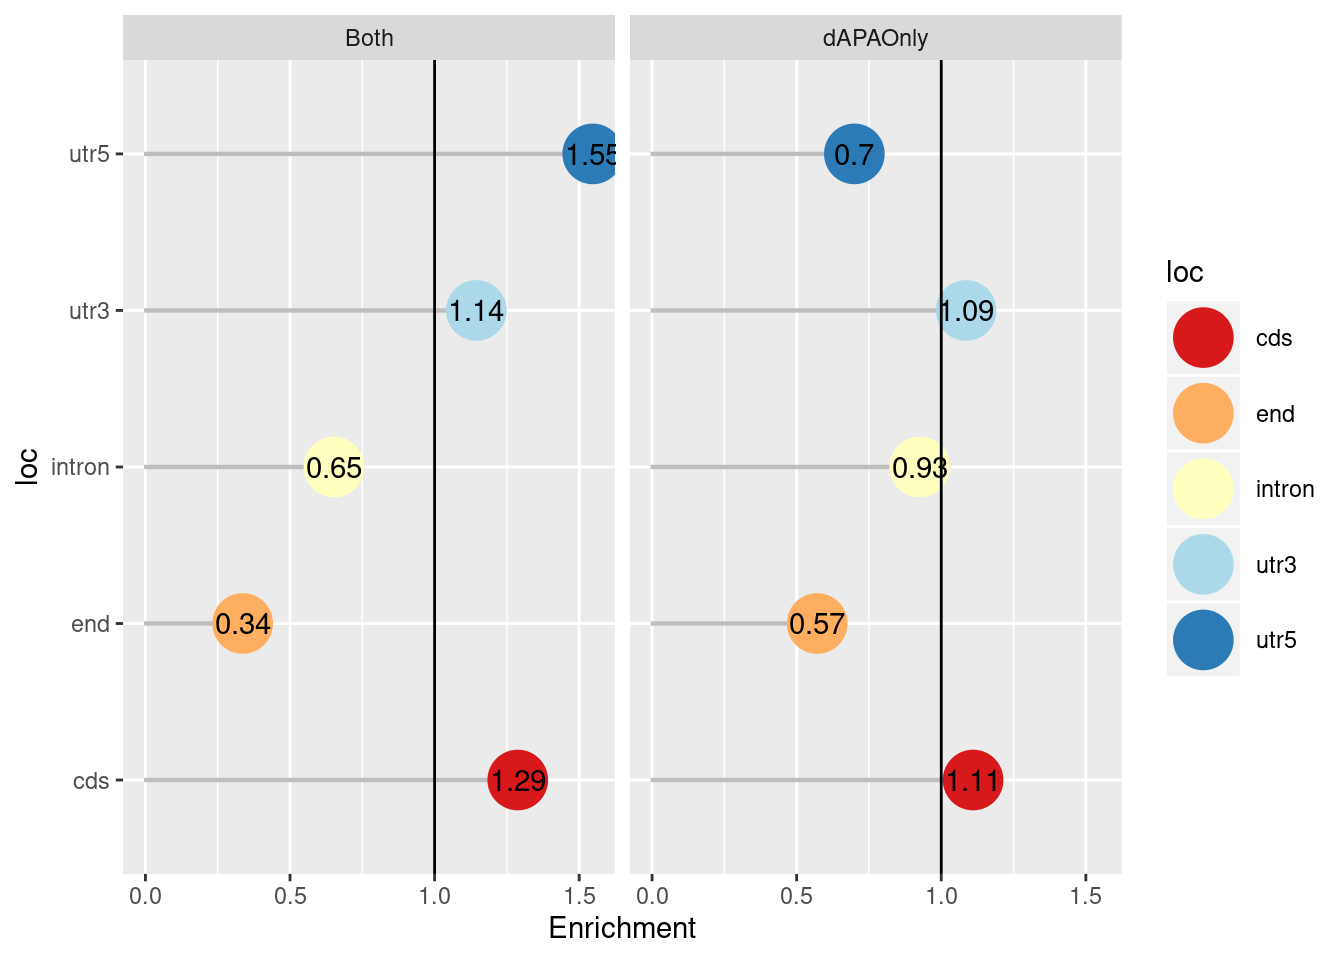 Both
dAPAOnly
utr5
1.55
0.7
utr3
1.14
1.09
intron
0.65
0.93
end
0.34
0.57
cds
1.29
1.11
0.0 0.5 1.0 1.5
0.0 0.5 1.0 1.5
Enrichment
loc
loc
cds
end
intron
utr3
utr5